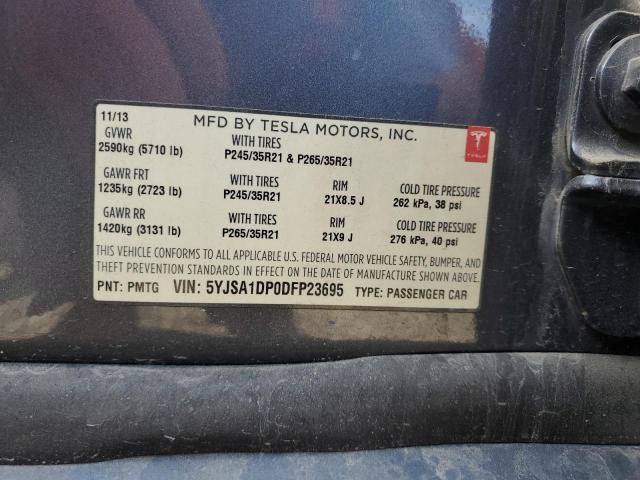 11/13
MFD BY TESLA MOTORS, INC.
GVWR WITH TIRES
2590kg (5710 lb) P245/35R21 & P265/35R21
TESLA
GAWR FRT WITH TIRES RIM COLD TIRE PRESSURE
1235kg (2723 lb) P245/35R21 21X8.5 J 262 kPa, 38 psi
GAWR RR WITH TIRES RIM COLD TIRE PRESSURE
1420kg (3131 lb) P265/35R21 21X9 J 276 kPa, 40 psi
THIS VEHICLE CONFORMS TO ALL APPLICABLE U.S. FEDERAL MOTOR VEHICLE SAFETY, BUMPER, AND
THEFT PREVENTION STANDARDS IN EFFECT ON THE DATE OF MANUFACTURE SHOWN ABOVE.
PNT: PMTG VIN: 5YJSA1DP0DFP23695 TYPE: PASSENGER CAR